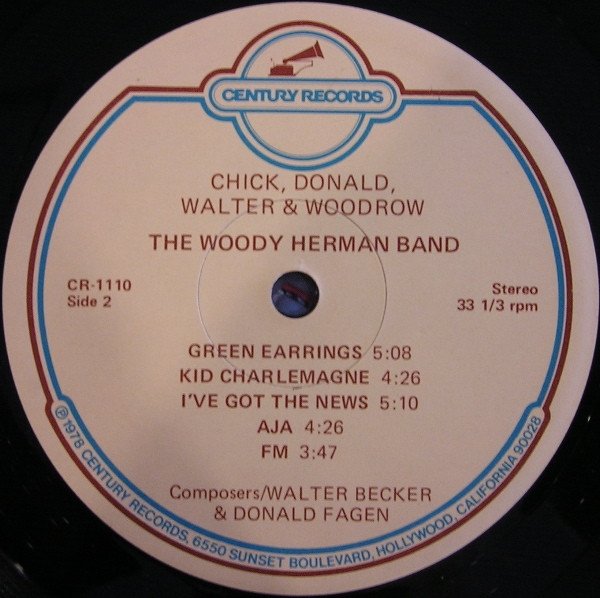 CENTURY RECORDS
CHICK, DONALD,
WALTER & WOODROW
THE WOODY HERMAN BAND
CR-1110
Side 2
Stereo
33 1/3 rpm
GREEN EARRINGS 5:08
KID CHARLEMAGNE 4:26
I'VE GOT THE NEWS 5:10
AJA 4:26
FM 3:47
Composers/WALTER BECKER
& DONALD FAGEN
℗ 1978 CENTURY RECORDS, 6550 SUNSET BOULEVARD, HOLLYWOOD, CALIFORNIA 90028